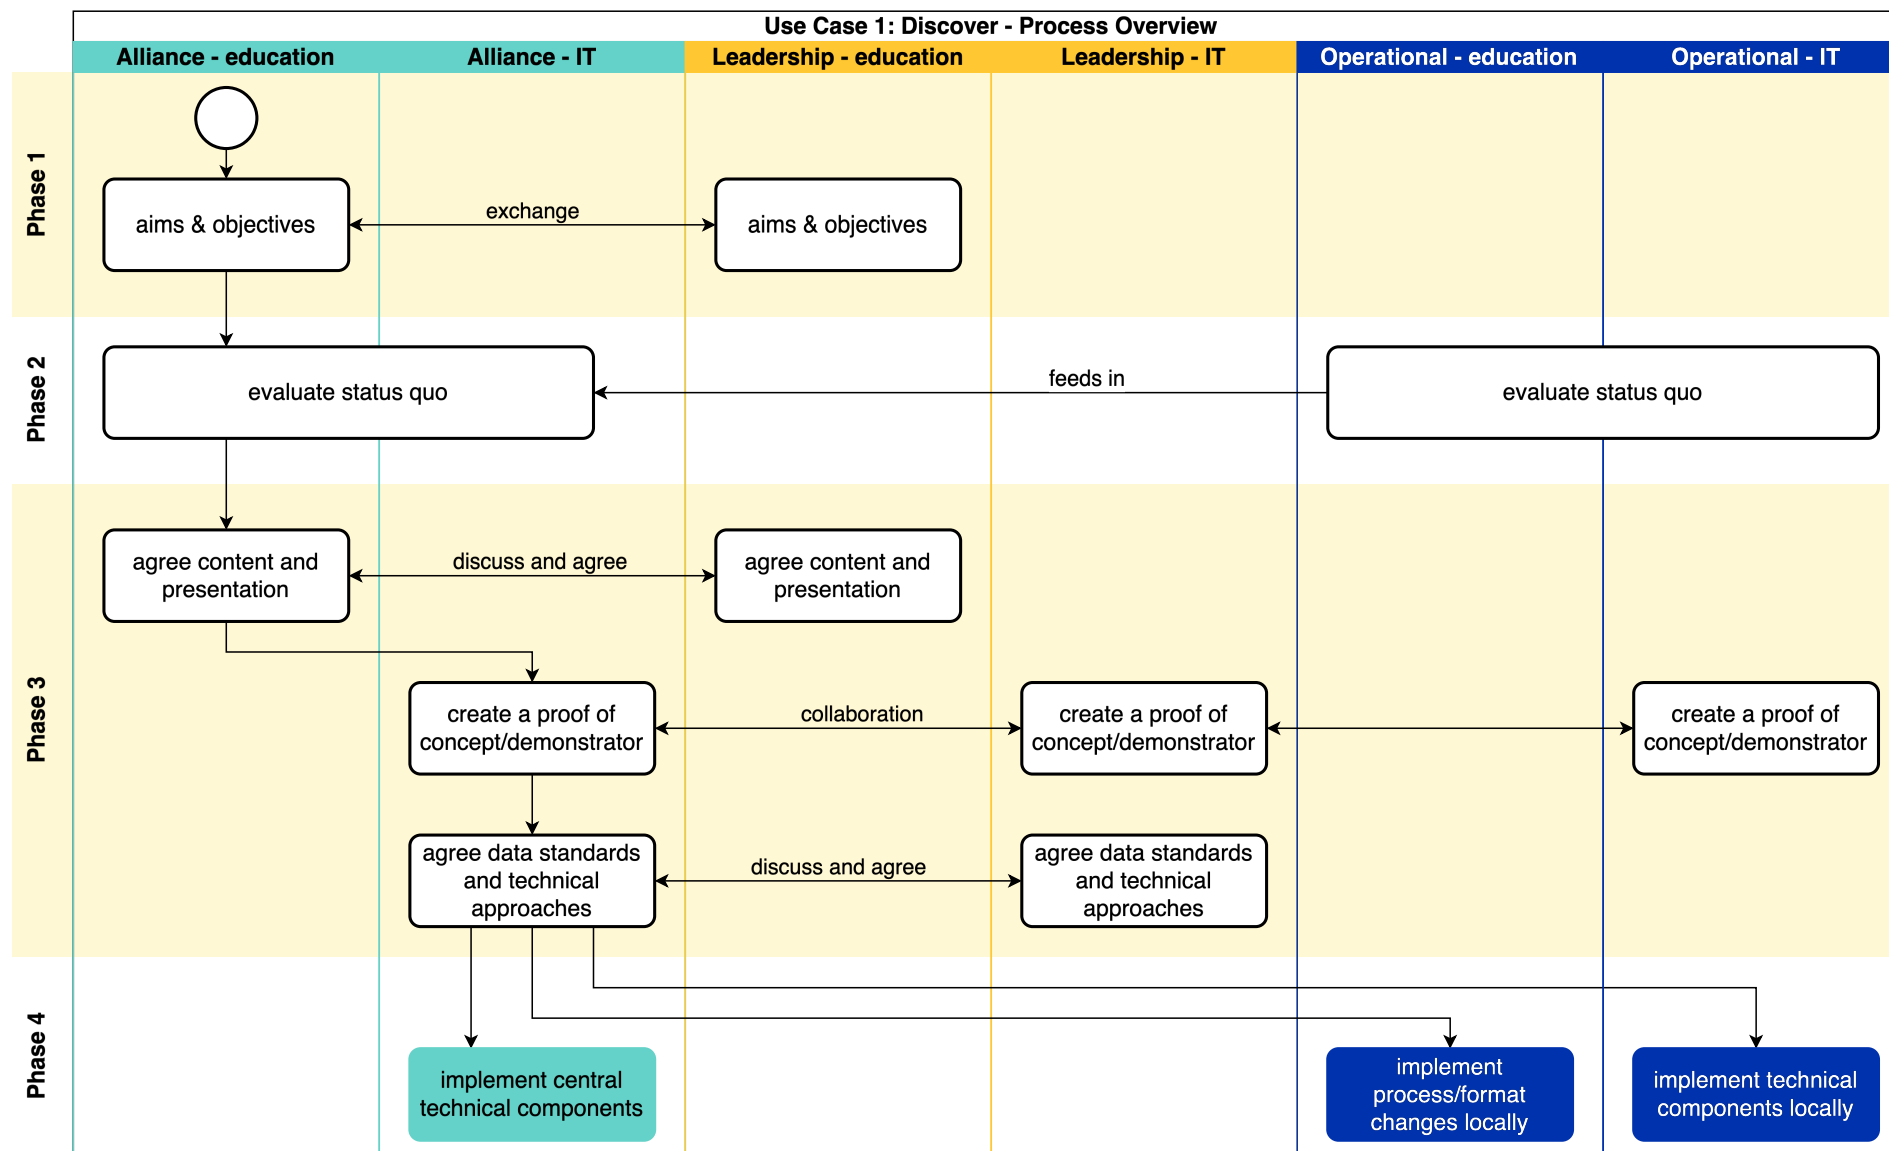 Use Case 1: Discover - Process Overview
Alliance - education
Alliance - IT
Leadership - education
Leadership - IT
Operational - education
Operational - IT
Phase 1
aims & objectives
exchange
aims & objectives
Phase 2
evaluate status quo
feeds in
evaluate status quo
Phase 3
agree content and
presentation
discuss and agree
agree content and
presentation
create a proof of
concept/demonstrator
collaboration
create a proof of
concept/demonstrator
create a proof of
concept/demonstrator
agree data standards
and technical
approaches
discuss and agree
agree data standards
and technical
approaches
Phase 4
implement central
technical components
implement
process/format
changes locally
implement technical
components locally